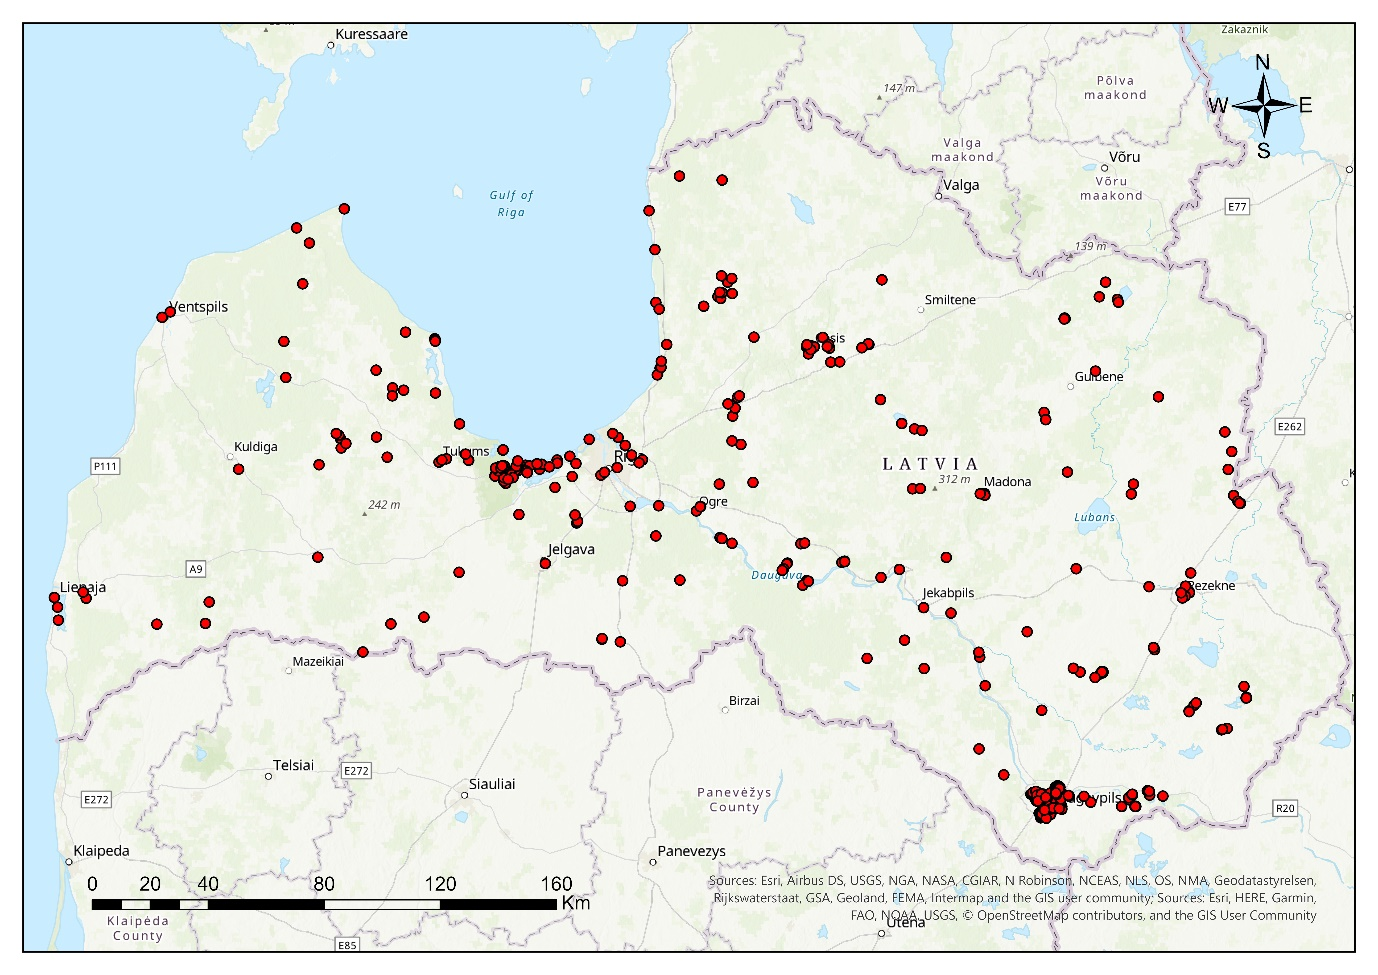 Kuressaare
Zakaznik
N
W
E
S
147 m
Põlva
maakond
Valga
maakond
Võru
Valga
Võru
maakond
Gulf of
Riga
E77
139 m
Ventspils
Smiltene
Gulbene
Kuldiga
E262
P111
LATVIA
312 m
Madona
242 m
Ogre
Lubans
Jelgava
A9
Daugava
Liepaja
Rezekne
Jekabpils
Mazeikiai
Birzai
Telsiai
E272
Siauliai
Panevėžys
County
E272
R20
Klaipeda
Panevezys
0 20 40 80 120 160
Km
Sources: Esri, Airbus DS, USGS, NGA, NASA, CGIAR, N Robinson, NCEAS, NLS, OS, NMA, Geodatastyrelsen,
Rijkswaterstaat, GSA, Geoland, FEMA, Intermap and the GIS user community; Sources: Esri, HERE, Garmin,
FAO, NOAA, USGS, © OpenStreetMap contributors, and the GIS User Community
Klaipėda
County
Utena
E85